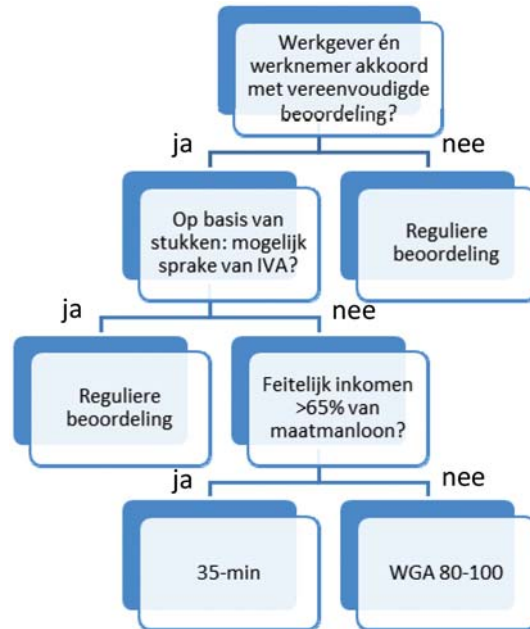 Werkgever én
werknemer akkoord
met vereenvoudigde
beoordeling?
ja
nee
Op basis van
stukken: mogelijk
sprake van IVA?
Reguliere
beoordeling
ja
nee
Reguliere
beoordeling
Feitelijk inkomen
>65% van
maatmanloon?
ja
nee
35-min
WGA 80-100